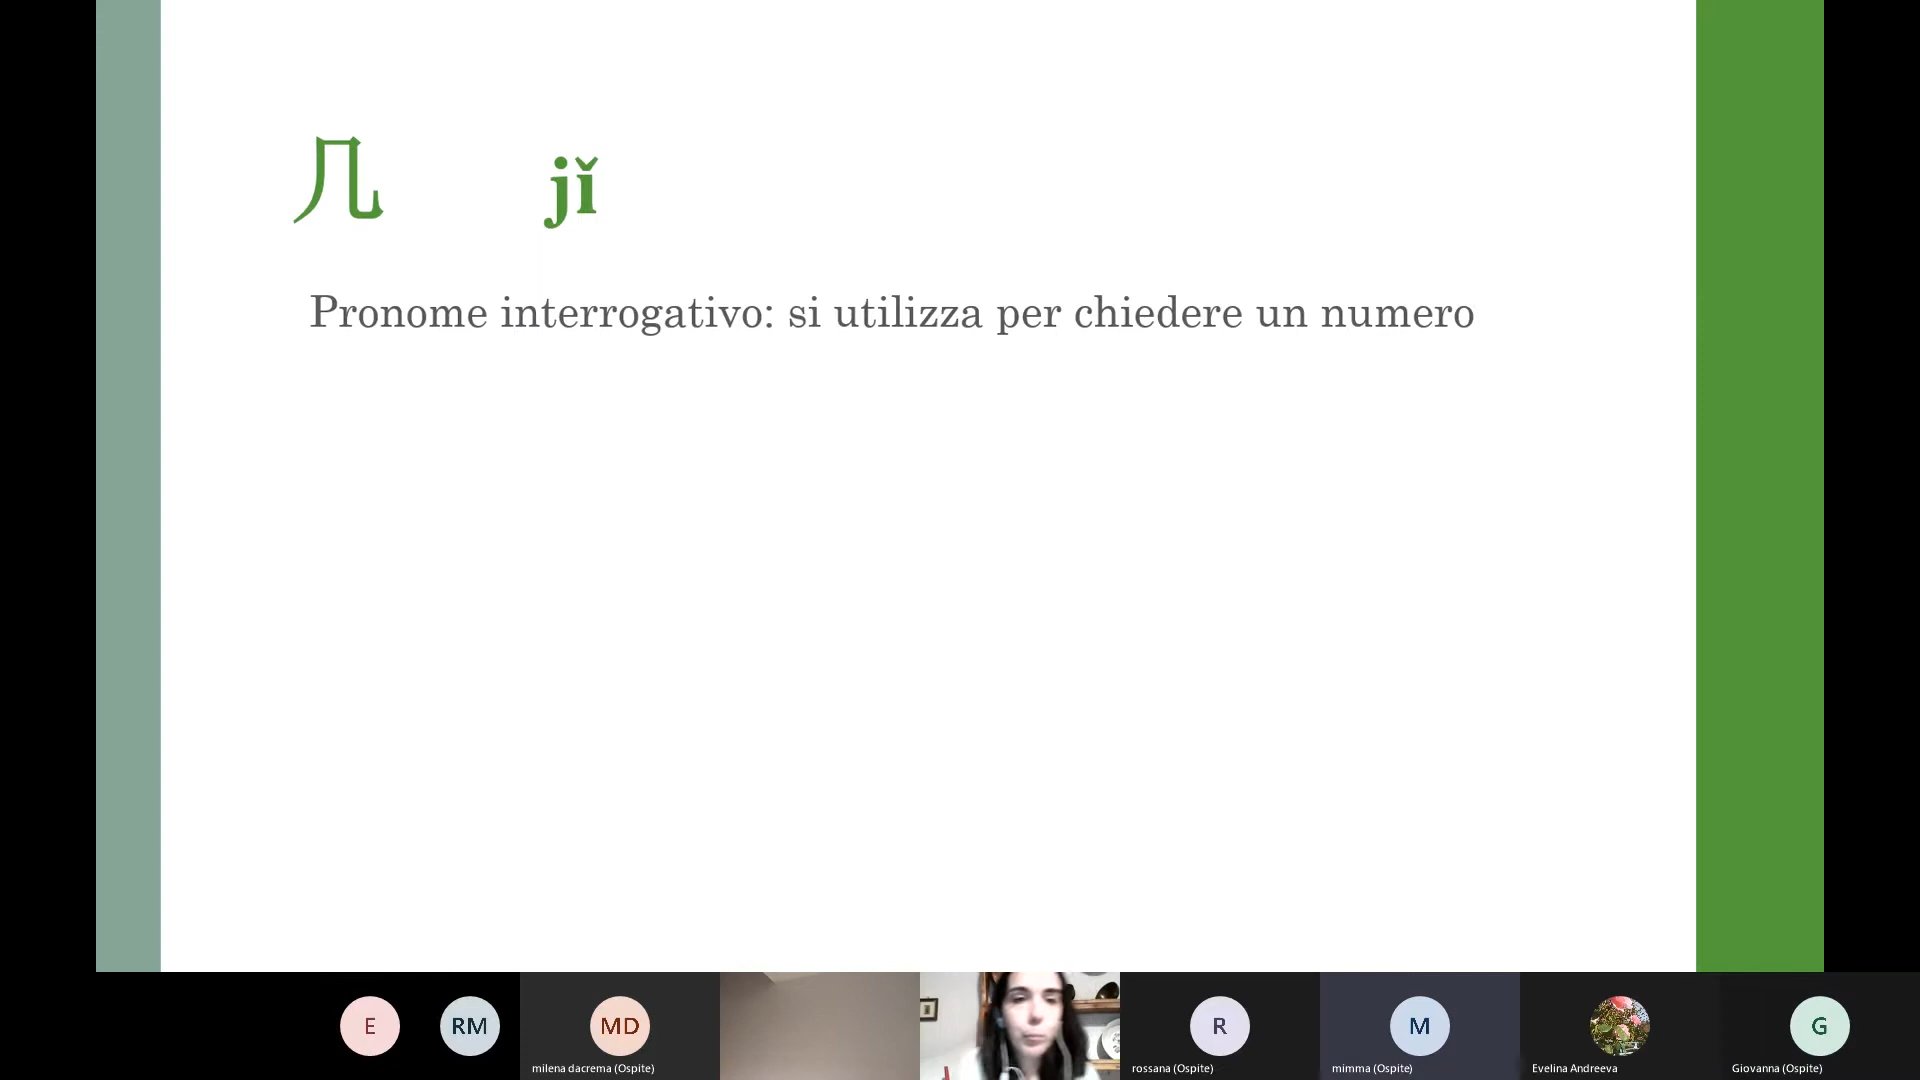 几 jǐ
Pronome interrogativo: si utilizza per chiedere un numero
E
RM
MD
R
M
G
milena dacrema (Ospite)
rossana (Ospite)
mimma (Ospite)
Evelina Andreeva
Giovanna (Ospite)